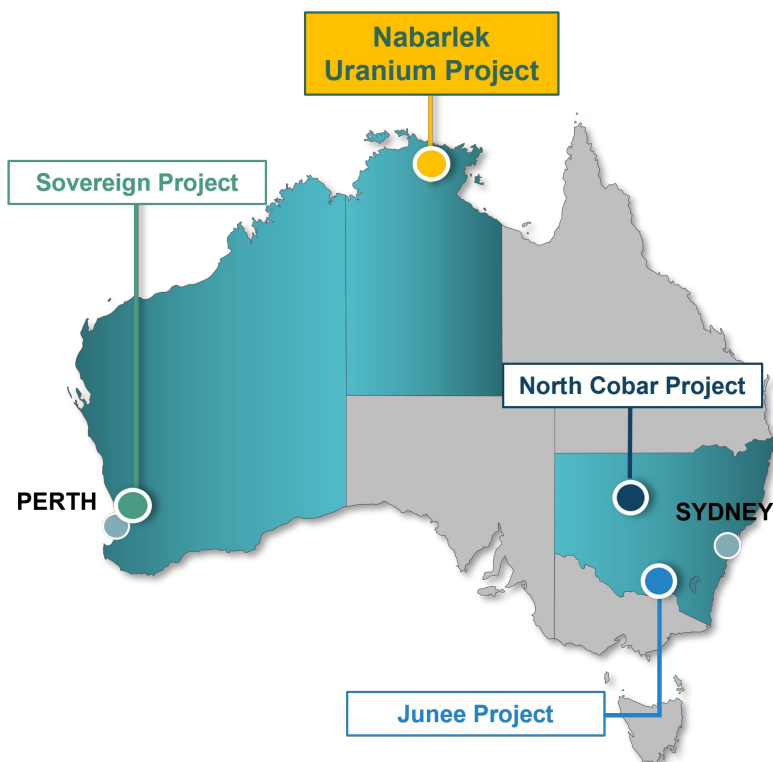 Nabarlek
Uranium Project
Sovereign Project
North Cobar Project
PERTH
SYDNEY
Junee Project